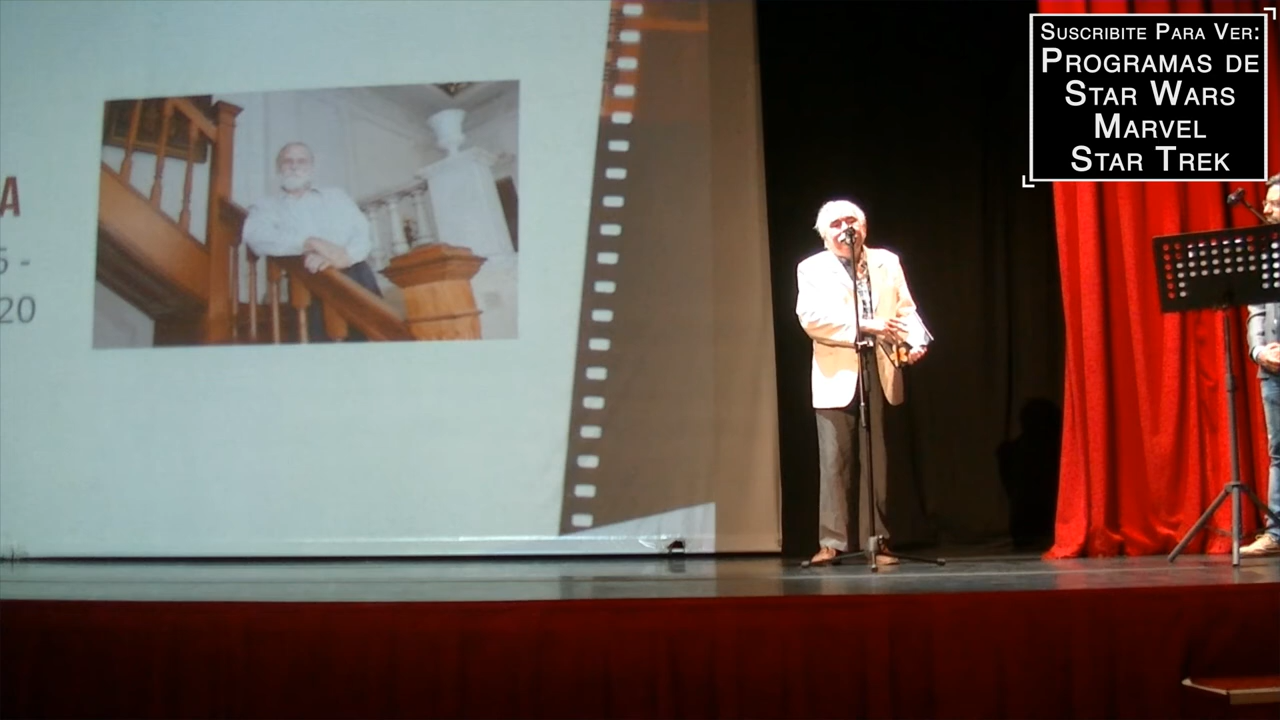 Suscribite Para Ver:
Programas de
Star Wars
Marvel
Star Trek
A
5 -
20